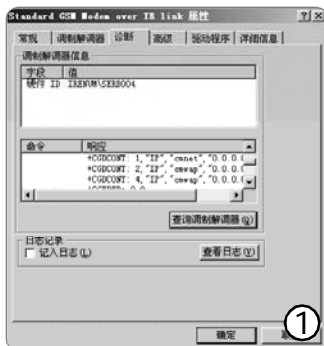 Standard GSM Modem over IR link 属性
常规 调制解调器 诊断 高级 驱动程序 详细信息
调制解调器信息
字段 值
硬件 ID IRENUM\SERB004
命令 响应
+CGDCONT: 1,"IP","cmnet","0.0.0.(
+CGDCONT: 2,"IP","cmwap","0.0.0.(
+CGDCONT: 4,"IP","cmwap","0.0.0.(
查询调制解调器(Q)
日志记录
记入日志(L) 查看日志(V)
确定
1